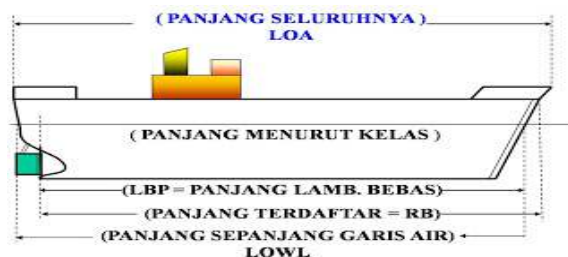 ( PANJANG SELURUHNYA )
LOA
( PANJANG MENURUT KELAS )
(LBP = PANJANG LAMB. BEBAS)
(PANJANG TERDAFTAR = RB)
(PANJANG SEPANJANG GARIS AIR)
LOWL